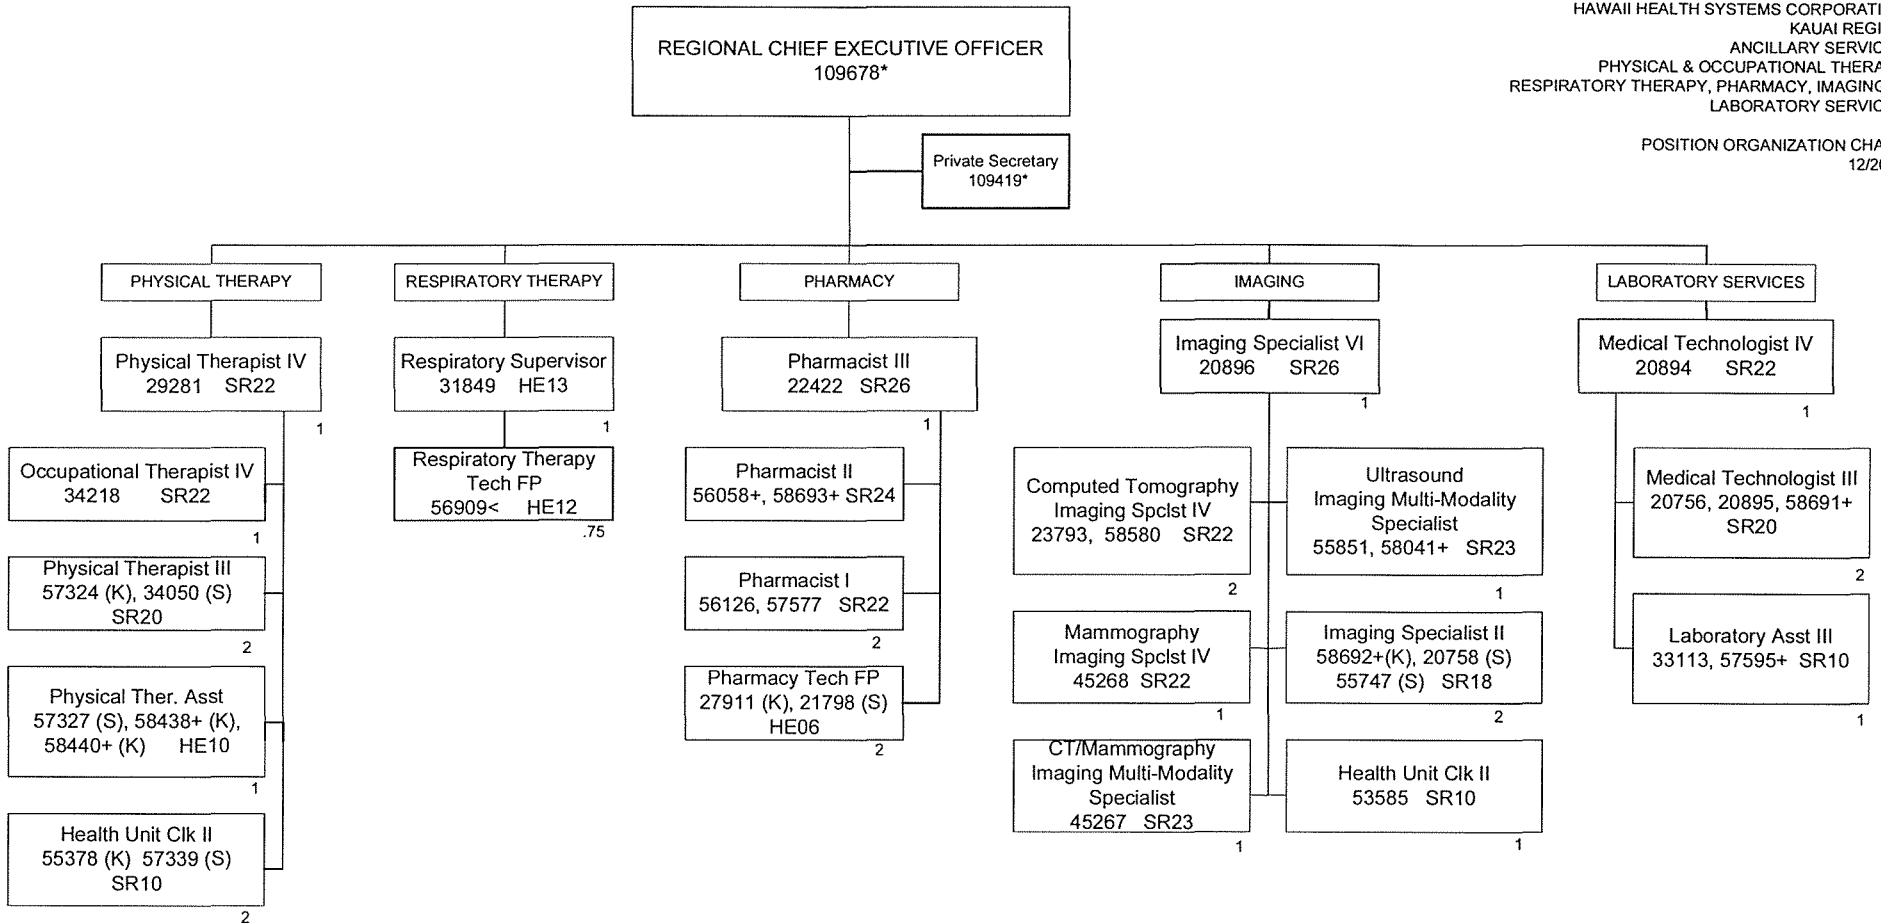 HAWAII HEALTH SYSTEMS CORPORATI
KAUAI REGI
ANCILLARY SERVIC
PHYSICAL & OCCUPATIONAL THERA
RESPIRATORY THERAPY, PHARMACY, IMAGING
LABORATORY SERVIC
POSITION ORGANIZATION CHA
12/20
REGIONAL CHIEF EXECUTIVE OFFICER
109678*
Private Secretary
109419*
PHYSICAL THERAPY
Physical Therapist IV
29281 SR22
1
Occupational Therapist IV
34218 SR22
1
Physical Therapist III
57324 (K), 34050 (S)
SR20
2
Physical Ther. Asst
57327 (S), 58438+ (K),
58440+ (K) HE10
1
Health Unit Clk II
55378 (K) 57339 (S)
SR10
2
RESPIRATORY THERAPY
Respiratory Supervisor
31849 HE13
1
Respiratory Therapy
Tech FP
56909< HE12
.75
PHARMACY
Pharmacist III
22422 SR26
1
Pharmacist II
56058+, 58693+ SR24
Pharmacist I
56126, 57577 SR22
2
Pharmacy Tech FP
27911 (K), 21798 (S)
HE06
2
IMAGING
Imaging Specialist VI
20896 SR26
1
Computed Tomography
Imaging Spclst IV
23793, 58580 SR22
2
Mammography
Imaging Spclst IV
45268 SR22
1
CT/Mammography
Imaging Multi-Modality
Specialist
45267 SR23
1
Ultrasound
Imaging Multi-Modality
Specialist
55851, 58041+ SR23
1
Imaging Specialist II
58692+(K), 20758 (S)
55747 (S) SR18
2
Health Unit Clk II
53585 SR10
1
LABORATORY SERVICES
Medical Technologist IV
20894 SR22
1
Medical Technologist III
20756, 20895, 58691+
SR20
2
Laboratory Asst III
33113, 57595+ SR10
1